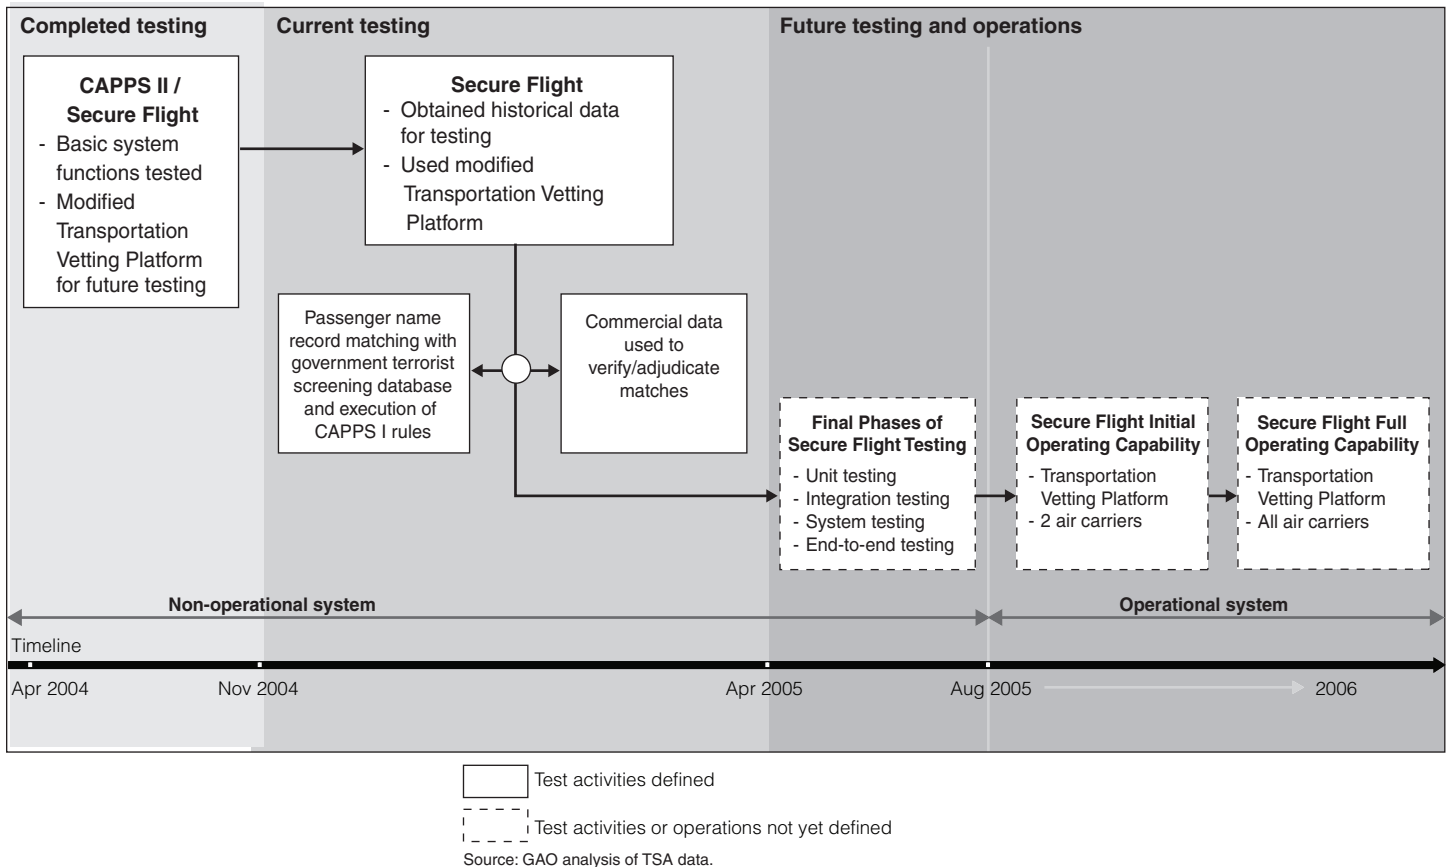 Completed testing
Current testing
Future testing and operations
CAPPS II /
Secure Flight
- Basic system
functions tested
- Modified
Transportation
Vetting Platform
for future testing
Secure Flight
- Obtained historical data
for testing
- Used modified
Transportation Vetting
Platform
Passenger name
record matching with
government terrorist
screening database
and execution of
CAPPS I rules
Commercial data
used to
verify/adjudicate
matches
Final Phases of
Secure Flight Testing
- Unit testing
- Integration testing
- System testing
- End-to-end testing
Secure Flight Initial
Operating Capability
- Transportation
Vetting Platform
- 2 air carriers
Secure Flight Full
Operating Capability
- Transportation
Vetting Platform
- All air carriers
Non-operational system
Operational system
Timeline
Apr 2004
Nov 2004
Apr 2005
Aug 2005
2006
Test activities defined
Test activities or operations not yet defined
Source: GAO analysis of TSA data.